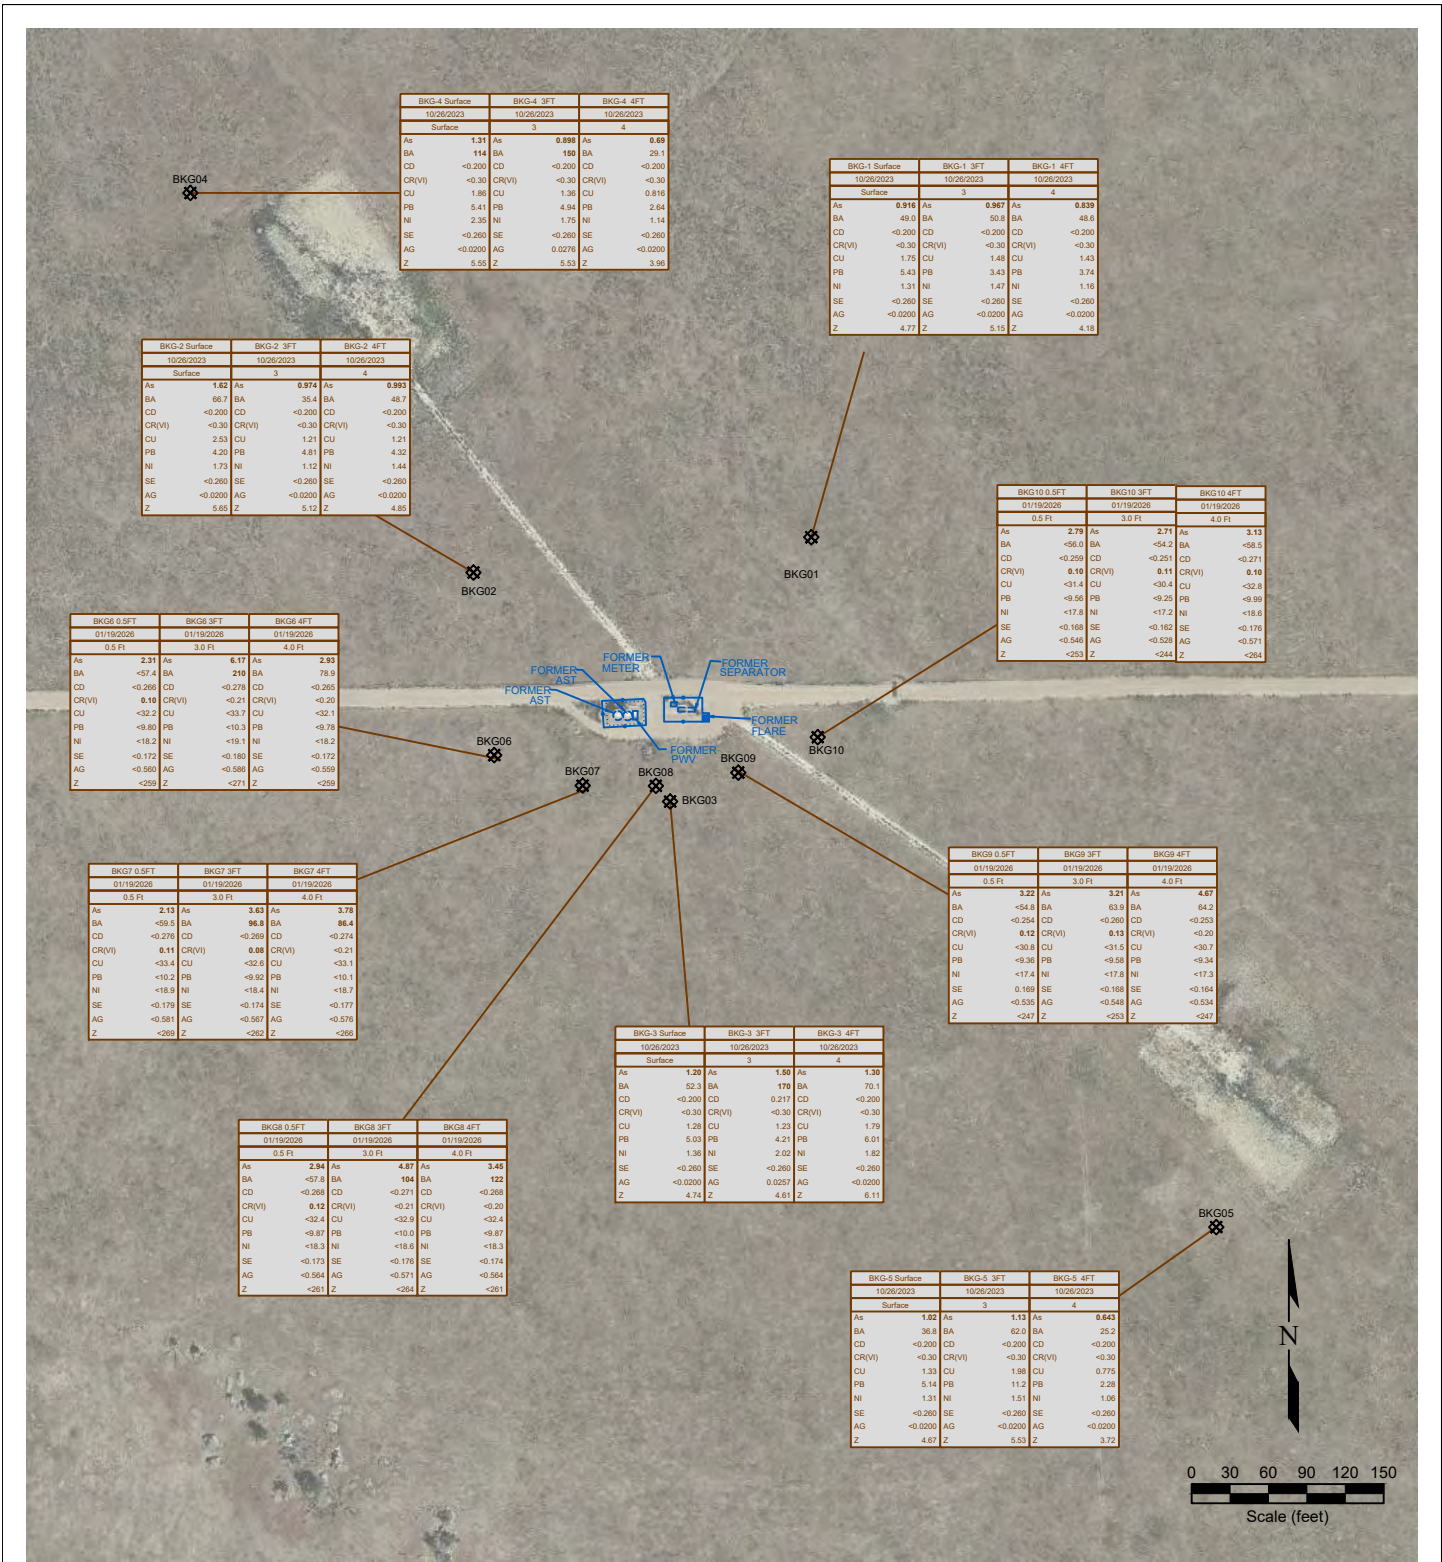 BKG-4 Surface BKG-4 3FT BKG-4 4FT
10/26/2023 10/26/2023 10/26/2023
Surface 3 4
As 1.31 As 0.898 As 0.69
BA 114 BA 150 BA 29.1
CD <0.200 CD <0.200 CD <0.200
CR(VI) <0.30 CR(VI) <0.30 CR(VI) <0.30
CU 1.86 CU 1.36 CU 0.816
PB 5.41 PB 4.94 PB 2.64
NI 2.35 NI 1.75 NI 1.14
SE <0.260 SE <0.260 SE <0.260
AG <0.0200 AG 0.0276 AG <0.0200
Z 5.55 Z 5.53 Z 3.96
BKG04
BKG-1 Surface BKG-1 3FT BKG-1 4FT
10/26/2023 10/26/2023 10/26/2023
Surface 3 4
As 0.916 As 0.967 As 0.839
BA 49.0 BA 50.8 BA 48.6
CD <0.200 CD <0.200 CD <0.200
CR(VI) <0.30 CR(VI) <0.30 CR(VI) <0.30
CU 1.75 CU 1.48 CU 1.43
PB 5.43 PB 3.43 PB 3.74
NI 1.31 NI 1.47 NI 1.16
SE <0.260 SE <0.260 SE <0.260
AG <0.0200 AG <0.0200 AG <0.0200
Z 4.77 Z 5.15 Z 4.18
BKG-2 Surface BKG-2 3FT BKG-2 4FT
10/26/2023 10/26/2023 10/26/2023
Surface 3 4
As 1.62 As 0.974 As 0.993
BA 66.7 BA 35.4 BA 48.7
CD <0.200 CD <0.200 CD <0.200
CR(VI) <0.30 CR(VI) <0.30 CR(VI) <0.30
CU 2.53 CU 1.21 CU 1.21
PB 4.20 PB 4.81 PB 4.32
NI 1.73 NI 1.12 NI 1.44
SE <0.260 SE <0.260 SE <0.260
AG <0.0200 AG <0.0200 AG <0.0200
Z 5.65 Z 5.12 Z 4.85
BKG02
BKG01
BKG10 0.5FT BKG10 3FT BKG10 4FT
01/19/2026 01/19/2026 01/19/2026
0.5 Ft 3.0 Ft 4.0 Ft
As 2.79 As 2.71 As 3.13
BA <56.0 BA <54.2 BA <58.5
CD <0.259 CD <0.251 CD <0.271
CR(VI) 0.10 CR(VI) 0.11 CR(VI) 0.10
CU <31.4 CU <30.4 CU <32.8
PB <9.56 PB <9.25 PB <9.99
NI <17.8 NI <17.2 NI <18.6
SE <0.168 SE <0.162 SE <0.176
AG <0.546 AG <0.528 AG <0.571
Z <253 Z <244 Z <264
BKG6 0.5FT BKG6 3FT BKG6 4FT
01/19/2026 01/19/2026 01/19/2026
0.5 Ft 3.0 Ft 4.0 Ft
As 2.31 As 6.17 As 2.93
BA <57.4 BA 210 BA 78.9
CD <0.266 CD <0.278 CD <0.265
CR(VI) 0.10 CR(VI) <0.21 CR(VI) <0.20
CU <32.2 CU <33.7 CU <32.1
PB <9.80 PB <10.3 PB <9.78
NI <18.2 NI <19.1 NI <18.2
SE <0.172 SE <0.180 SE <0.172
AG <0.560 AG <0.586 AG <0.559
Z <259 Z <271 Z <259
FORMER
METER
FORMER
SEPARATOR
FORMER
AST
FORMER
AST
FORMER
FLARE
FORMER
PWV
BKG06
BKG10
BKG07
BKG08
BKG09
BKG03
BKG7 0.5FT BKG7 3FT BKG7 4FT
01/19/2026 01/19/2026 01/19/2026
0.5 Ft 3.0 Ft 4.0 Ft
As 2.13 As 3.63 As 3.78
BA <59.5 BA 96.8 BA 86.4
CD <0.276 CD <0.269 CD <0.274
CR(VI) 0.11 CR(VI) 0.08 CR(VI) <0.21
CU <33.4 CU <32.6 CU <33.1
PB <10.2 PB <9.92 PB <10.1
NI <18.9 NI <18.4 NI <18.7
SE <0.179 SE <0.174 SE <0.177
AG <0.581 AG <0.567 AG <0.576
Z <269 Z <262 Z <266
BKG9 0.5FT BKG9 3FT BKG9 4FT
01/19/2026 01/19/2026 01/19/2026
0.5 Ft 3.0 Ft 4.0 Ft
As 3.22 As 3.21 As 4.67
BA <54.8 BA 63.9 BA 64.2
CD <0.254 CD <0.260 CD <0.253
CR(VI) 0.12 CR(VI) 0.13 CR(VI) <0.20
CU <30.8 CU <31.5 CU <30.7
PB <9.36 PB <9.58 PB <9.34
NI <17.4 NI <17.8 NI <17.3
SE 0.169 SE <0.168 SE <0.164
AG <0.535 AG <0.548 AG <0.534
Z <247 Z <253 Z <247
BKG-3 Surface BKG-3 3FT BKG-3 4FT
10/26/2023 10/26/2023 10/26/2023
Surface 3 4
As 1.20 As 1.50 As 1.30
BA 52.3 BA 170 BA 70.1
CD <0.200 CD 0.217 CD <0.200
CR(VI) <0.30 CR(VI) <0.30 CR(VI) <0.30
CU 1.28 CU 1.23 CU 1.79
PB 5.03 PB 4.21 PB 6.01
NI 1.36 NI 2.02 NI 1.82
SE <0.260 SE <0.260 SE <0.260
AG <0.0200 AG 0.0257 AG <0.0200
Z 4.74 Z 4.61 Z 6.11
BKG8 0.5FT BKG8 3FT BKG8 4FT
01/19/2026 01/19/2026 01/19/2026
0.5 Ft 3.0 Ft 4.0 Ft
As 2.94 As 4.87 As 3.45
BA <57.8 BA 104 BA 122
CD <0.268 CD <0.271 CD <0.268
CR(VI) 0.12 CR(VI) <0.21 CR(VI) <0.20
CU <32.4 CU <32.9 CU <32.4
PB <9.87 PB <10.0 PB <9.87
NI <18.3 NI <18.6 NI <18.3
SE <0.173 SE <0.176 SE <0.174
AG <0.564 AG <0.571 AG <0.564
Z <261 Z <264 Z <261
BKG05
BKG-5 Surface BKG-5 3FT BKG-5 4FT
10/26/2023 10/26/2023 10/26/2023
Surface 3 4
As 1.02 As 1.13 As 0.643
BA 36.8 BA 62.0 BA 25.2
CD <0.200 CD <0.200 CD <0.200
CR(VI) <0.30 CR(VI) <0.30 CR(VI) <0.30
CU 1.33 CU 1.98 CU 0.775
PB 5.14 PB 11.2 PB 2.28
NI 1.31 NI 1.51 NI 1.06
SE <0.260 SE <0.260 SE <0.260
AG <0.0200 AG <0.0200 AG <0.0200
Z 4.67 Z 5.53 Z 3.72
N
0 30 60 90 120 150
Scale (feet)